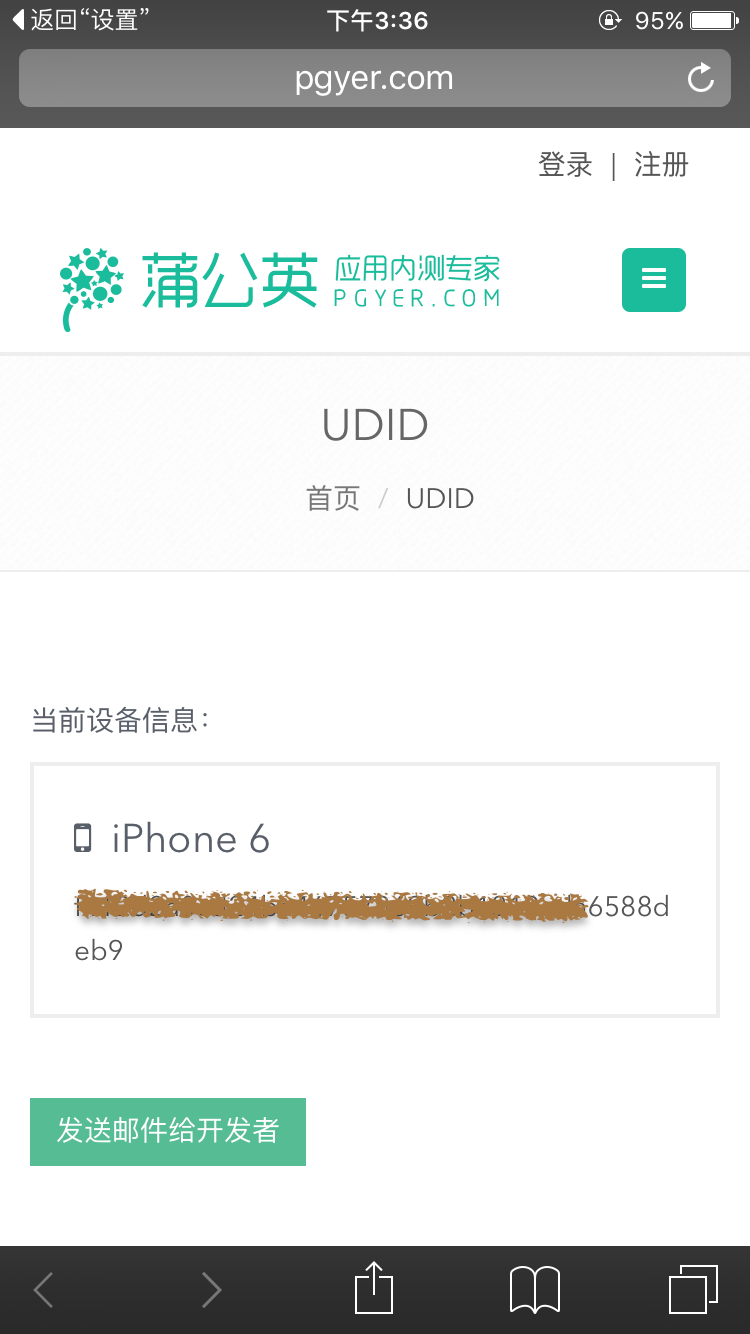 返回“设置”
下午3:36
95%
pgyer.com
登录 | 注册
蒲公英 应用内测专家
PGYER.COM
UDID
首页 / UDID
当前设备信息:
iPhone 6
6588d
eb9
发送邮件给开发者